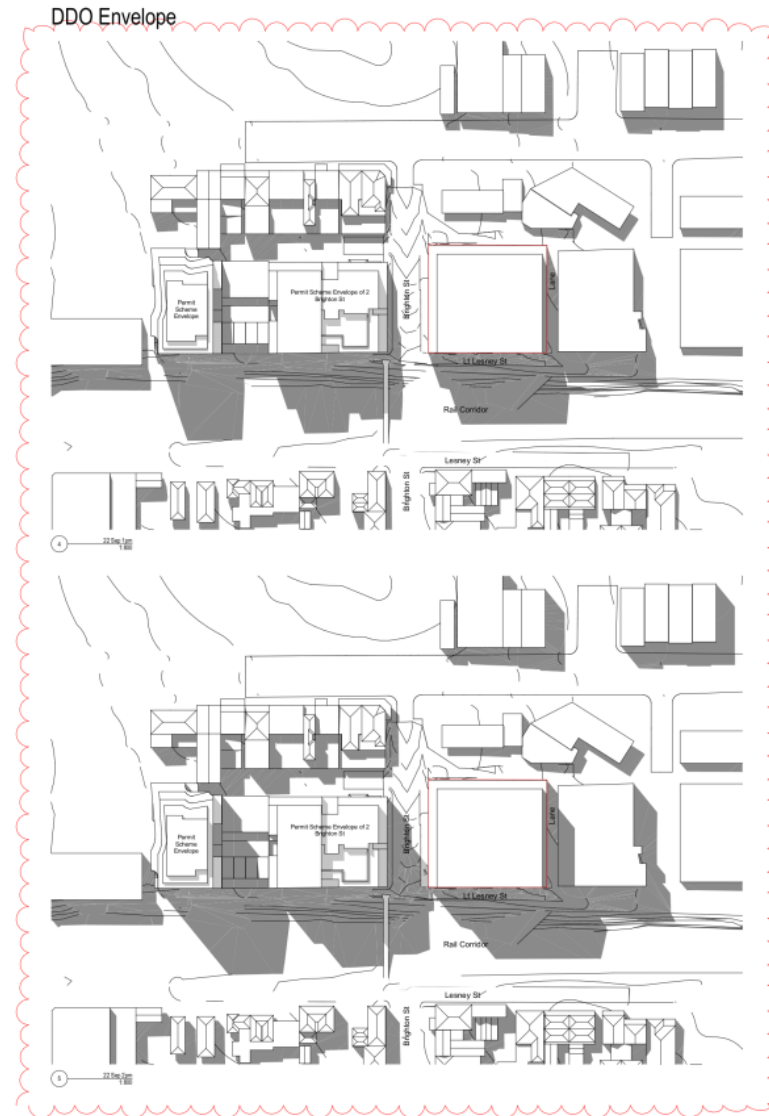 DDO Envelope
Permit
Scheme
Envelope
Permit Scheme Envelope of 2
Brighton St
Brighton St
Lane
Lt Lesney St
Rail Corridor
Lesney St
Brighton St
4
22 Sep 1pm
Permit
Scheme
Envelope
Permit Scheme Envelope of 2
Brighton St
Brighton St
Lane
Lt Lesney St
Rail Corridor
Lesney St
Brighton St
5
22 Sep 2pm